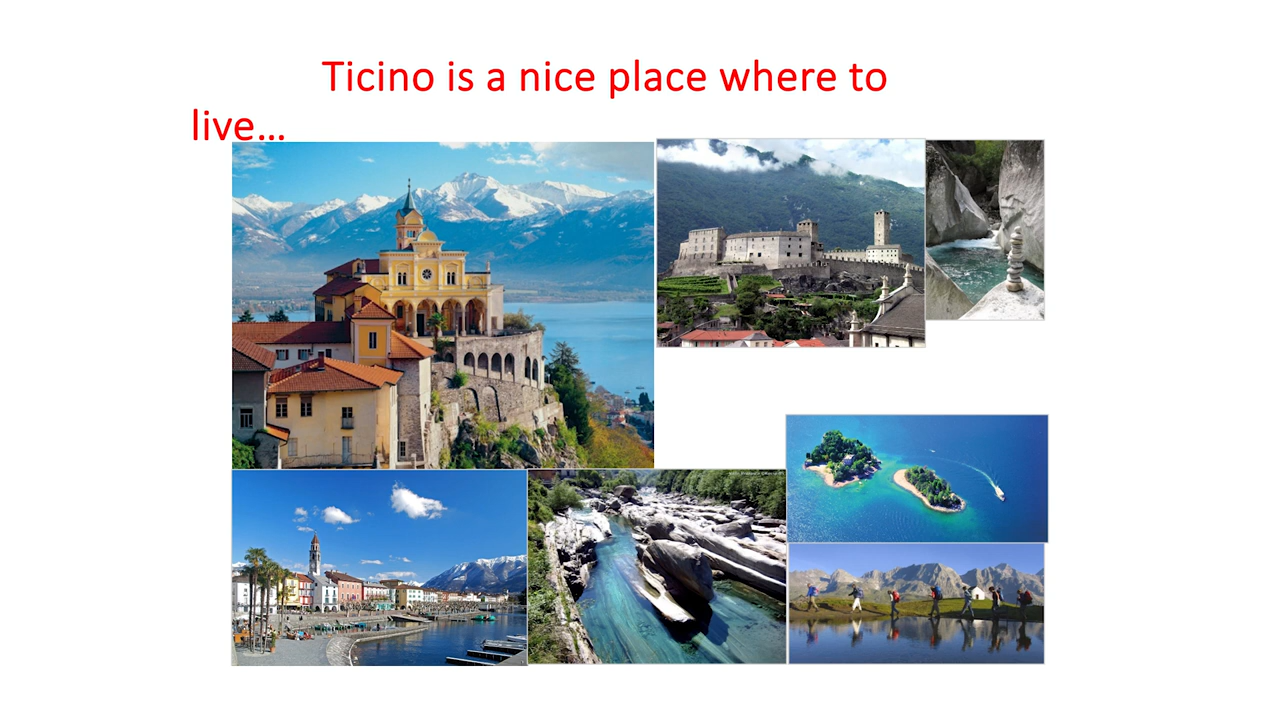 Ticino is a nice place where to
live…